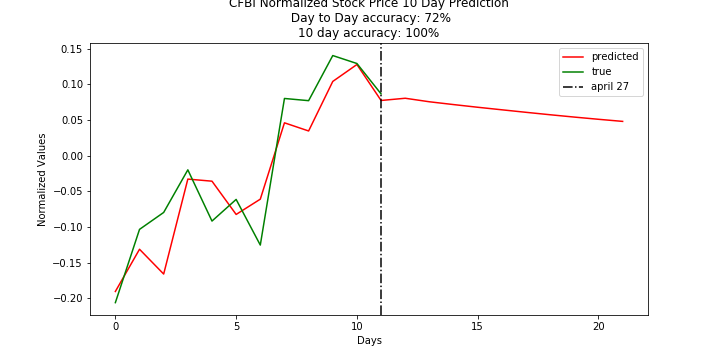 CFBI Normalized Stock Price 10 Day Prediction
Day to Day accuracy: 72%
10 day accuracy: 100%
predicted
true
april 27
Normalized Values
0.15
0.10
0.05
0.00
−0.05
−0.10
−0.15
−0.20
0 5 10 15 20
Days